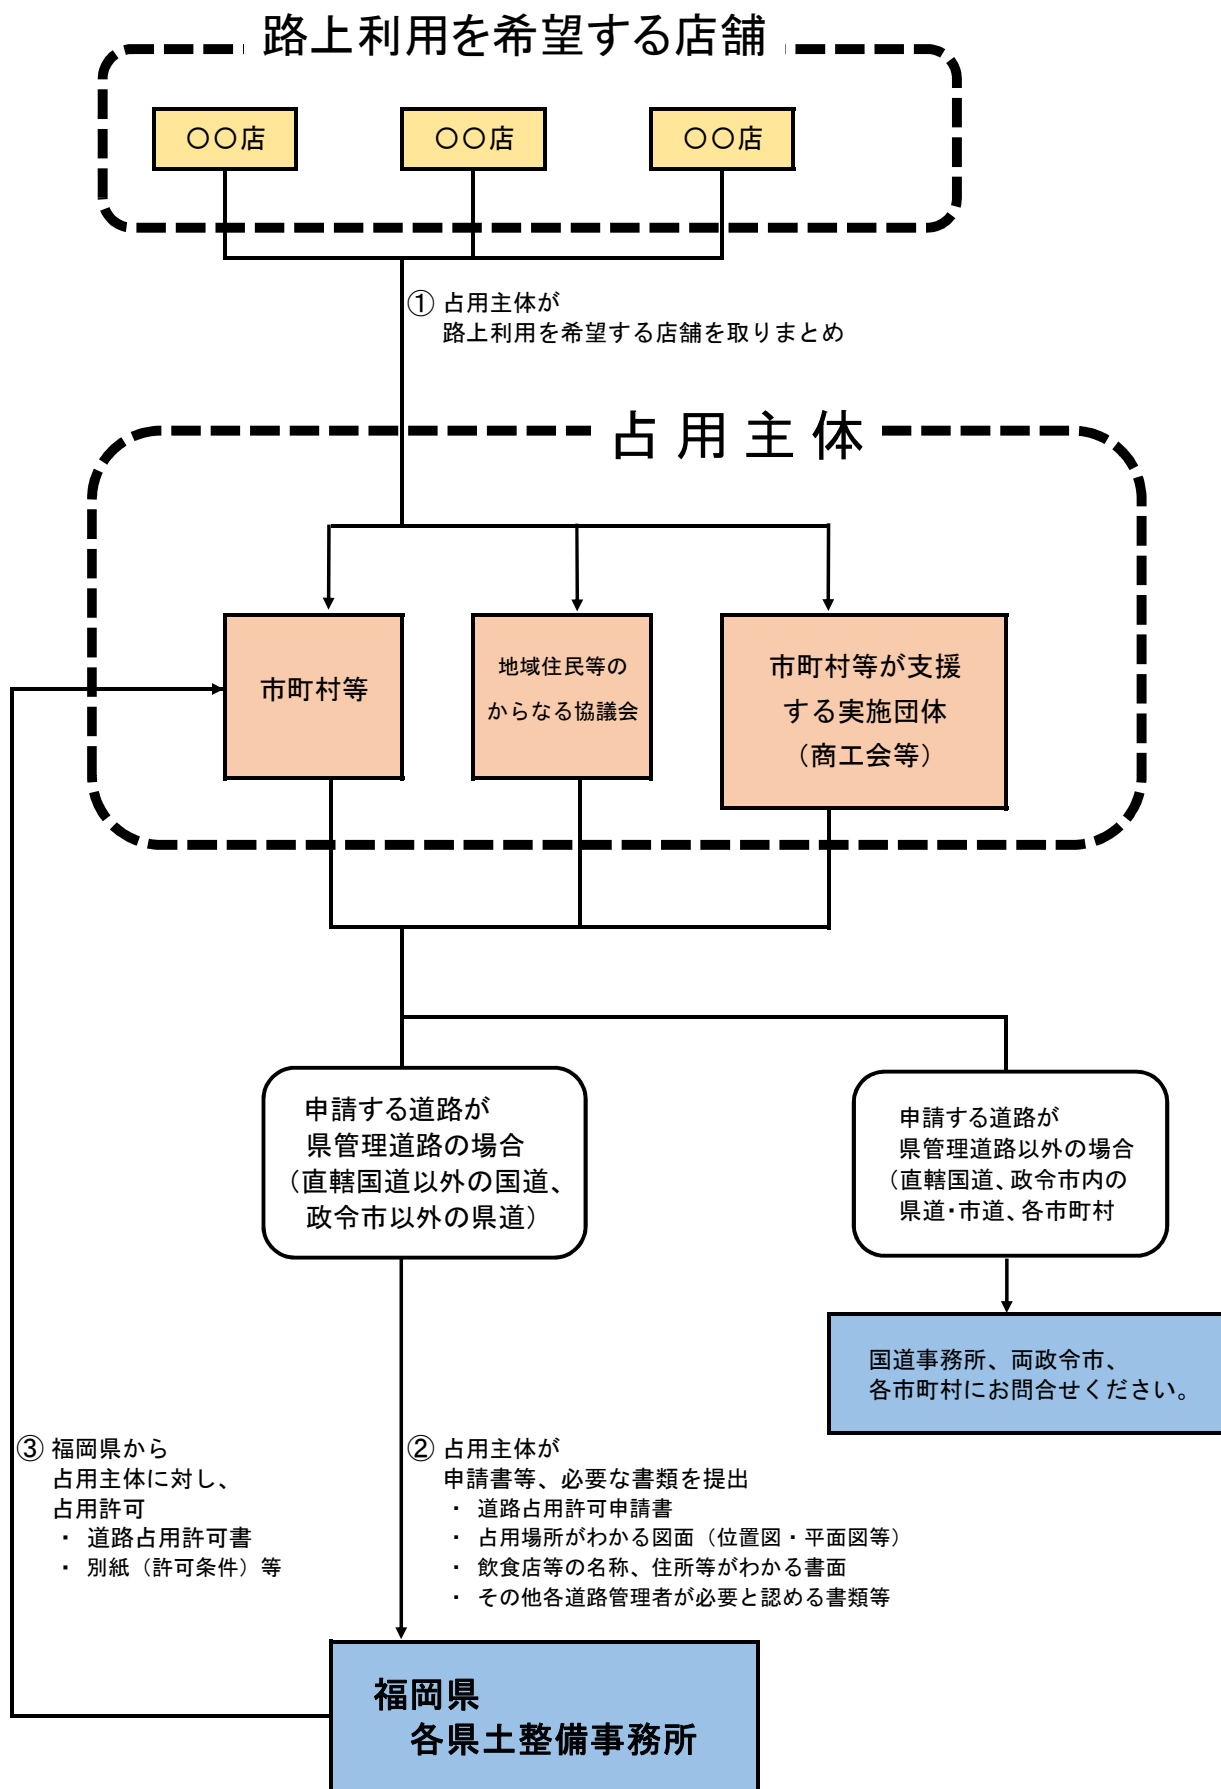 路上利用を希望する店舗
〇〇店
〇〇店
〇〇店
① 占用主体が
路上利用を希望する店舗を取りまとめ
占用主体
市町村等
地域住民等の
からなる協議会
市町村等が支援
する実施団体
（商工会等）
申請する道路が
県管理道路の場合
（直轄国道以外の国道、
政令市以外の県道）
申請する道路が
県管理道路以外の場合
（直轄国道、政令市内の
県道・市道、各市町村
国道事務所、両政令市、
各市町村にお問合せください。
③ 福岡県から
占用主体に対し、
占用許可
・ 道路占用許可書
・ 別紙（許可条件）等
② 占用主体が
申請書等、必要な書類を提出
・ 道路占用許可申請書
・ 占用場所がわかる図面（位置図・平面図等）
・ 飲食店等の名称、住所等がわかる書面
・ その他各道路管理者が必要と認める書類等
福岡県
各県土整備事務所